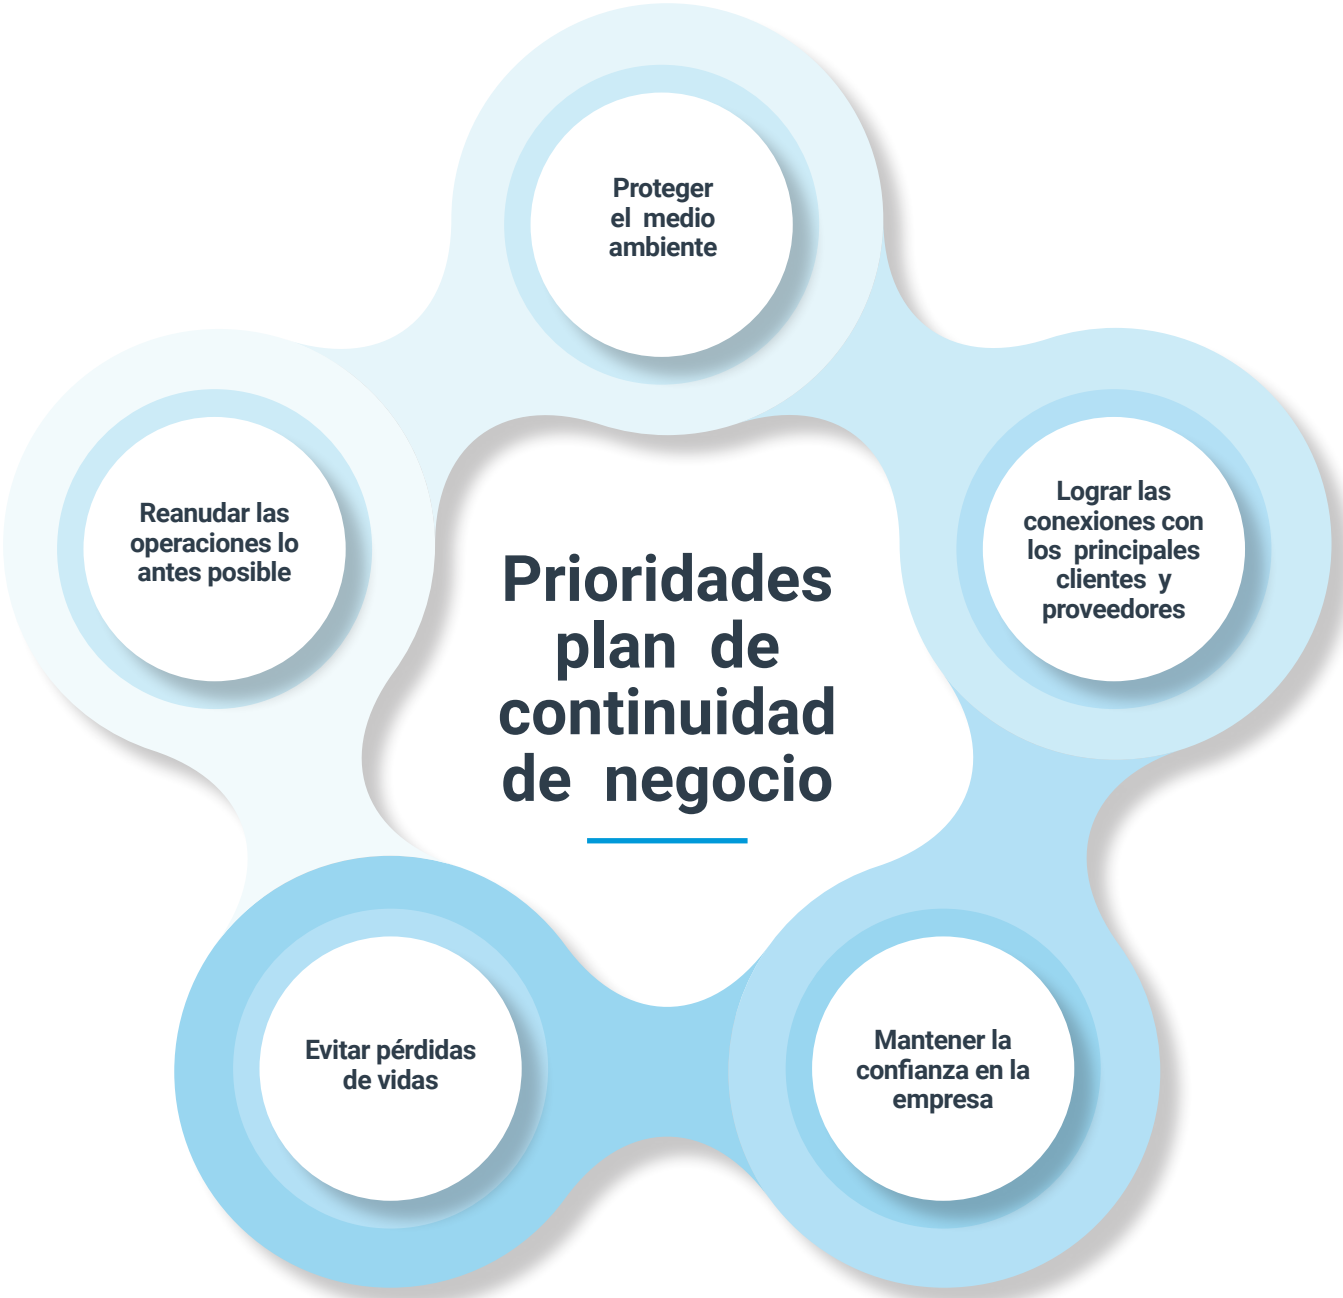 Proteger
el medio
ambiente
Reanudar las
operaciones lo
antes posible
Lograr las
conexiones con
los principales
clientes y
proveedores
Prioridades
plan de
continuidad
de negocio
Evitar pérdidas
de vidas
Mantener la
confianza en la
empresa